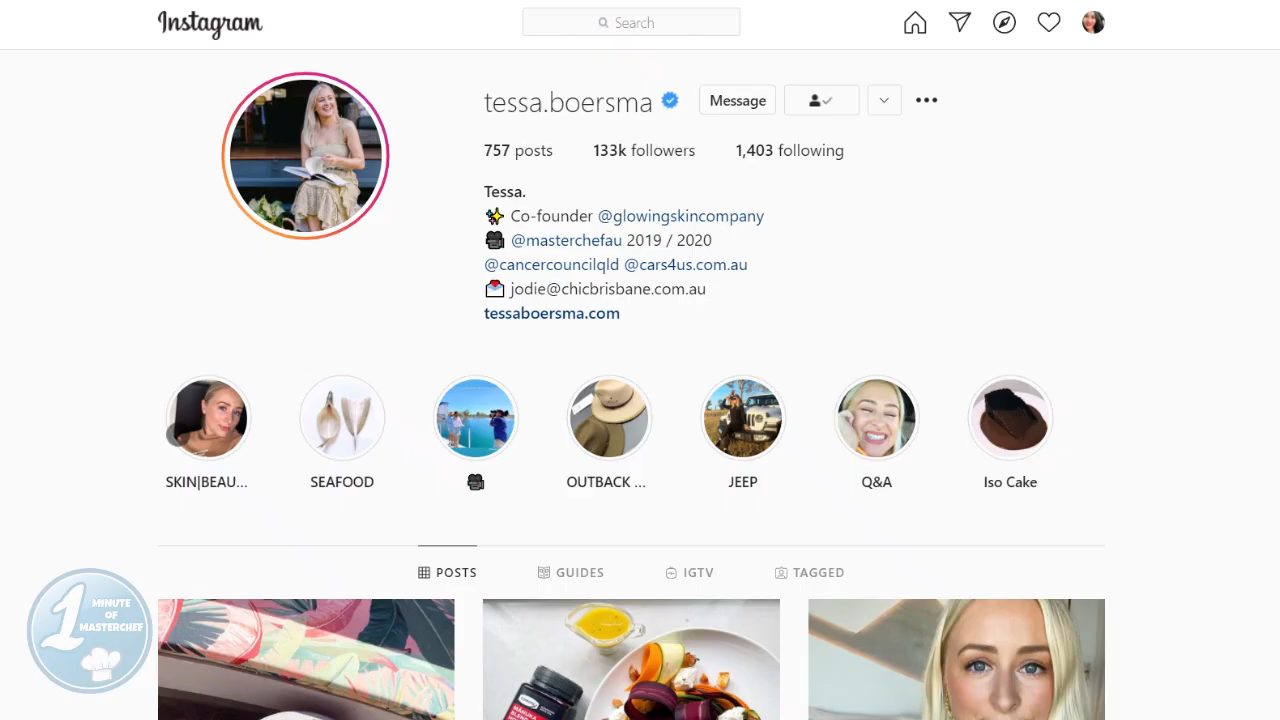 Instagram
Search
tessa.boersma
Message
757 posts
133k followers
1,403 following
Tessa.
Co-founder @glowingskincompany
@masterchefau 2019 / 2020
@cancercouncilqld @cars4us.com.au
jodie@chicbrisbane.com.au
tessaboersma.com
SKIN|BEAU...
SEAFOOD
OUTBACK ...
JEEP
Q&A
Iso Cake
POSTS
GUIDES
IGTV
TAGGED
1 MINUTE
OF
MASTERCHEF
MANUKA